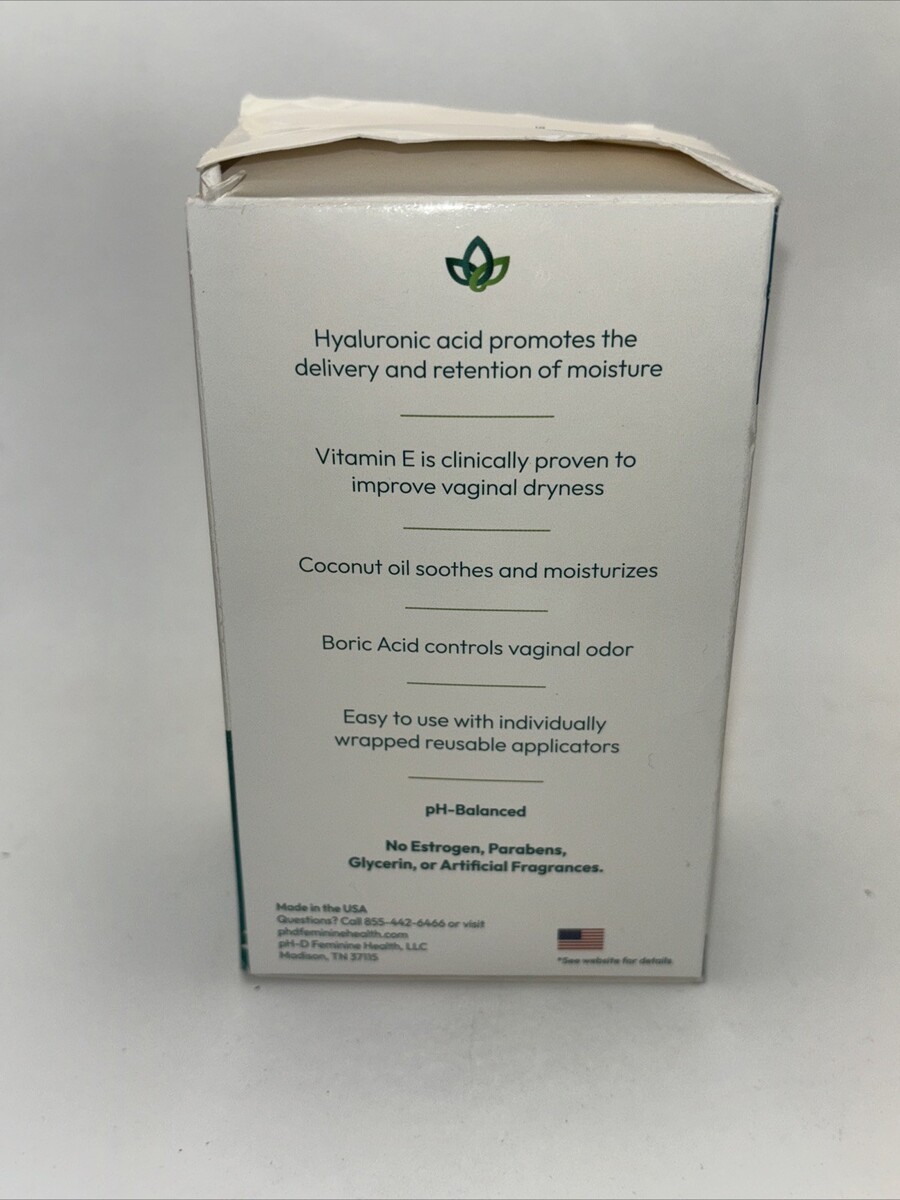 Hyaluronic acid promotes the
delivery and retention of moisture
Vitamin E is clinically proven to
improve vaginal dryness
Coconut oil soothes and moisturizes
Boric Acid controls vaginal odor
Easy to use with individually
wrapped reusable applicators
pH-Balanced
No Estrogen, Parabens,
Glycerin, or Artificial Fragrances.
Made in the USA
Questions? Call 855-442-6466 or visit
phdfemininehealth.com
pH-D Feminine Health, LLC
Madison, TN 37115
*See website for details